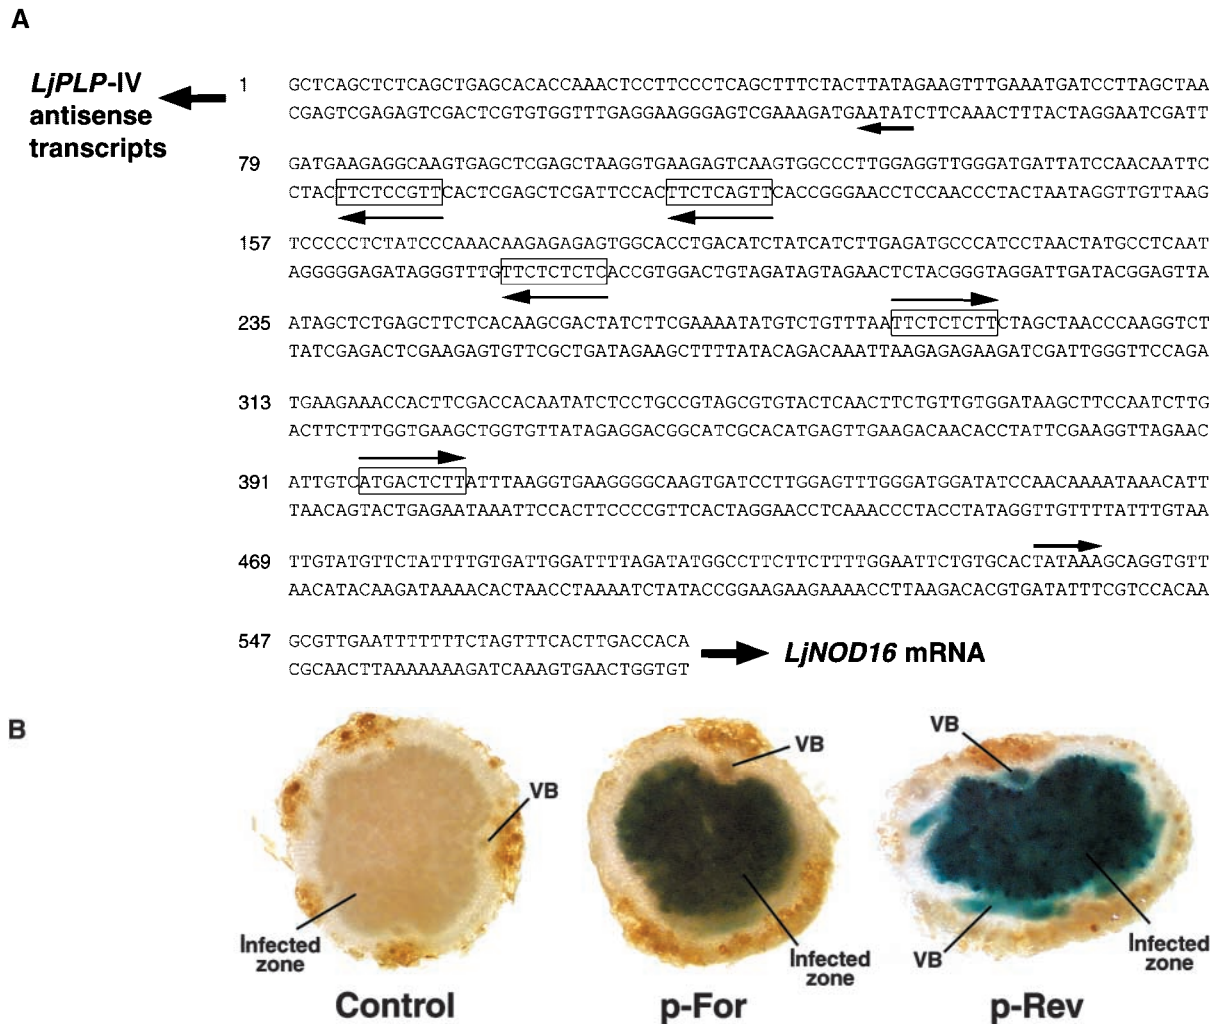 A
LjPLP-IV
antisense
transcripts
1 GCTCAGCTCTCAGCTGAGCACACCAAACTCCTTCCCTCAGCTTTCTACTTATAGAAGTTTGAAATGATCCTTAGCTAA
CGAGTCGAGAGTCGACTCGTGTGGTTTGAGGAAGGGAGTCGAAAGATGAATATCTTCAAACTTTACTAGGAATCGATT
79 GATGAAGAGGCAAGTGAGCTCGAGCTAAGGTGAAGAGTCAAGTGGCCCTTGGAGGTTGGGATGATTATCCAACAATTC
CTACTTCTCCGTTCACTCGAGCTCGATTCCACTTCTCAGTTCACCGGGAACCTCCAACCCTACTAATAGGTTGTTAAG
157 TCCCCCTCTATCCCAAACAAGAGAGAGTGGCACCTGACATCTATCATCTTGAGATGCCCATCCTAACTATGCCTCAAT
AGGGGGAGATAGGGTTTGTTCTCTCTCACCGTGGACTGTAGATAGTAGAACTCTACGGGTAGGATTGATACGGAGTTA
235 ATAGCTCTGAGCTTCTCACAAGCGACTATCTTCGAAAATATGTCTGTTTAATTCTCTCTTCTAGCTAACCCAAGGTCT
TATCGAGACTCGAAGAGTGTTCGCTGATAGAAGCTTTTATACAGACAAATTAAGAGAGAAGATCGATTGGGTTCCAGA
313 TGAAGAAACCACTTCGACCACAATATCTCCTGCCGTAGCGTGTACTCAACTTCTGTTGTGGATAAGCTTCCAATCTTG
ACTTCTTTGGTGAAGCTGGTGTTATAGAGGACGGCATCGCACATGAGTTGAAGACAACACCTATTCGAAGGTTAGAAC
391 ATTGTCATGACTCTTATTTAAGGTGAAGGGGCAAGTGATCCTTGGAGTTTGGGATGGATATCCAACAAAATAAACATT
TAACAGTACTGAGAATAAATTCCACTTCCCCGTTCACTAGGAACCTCAAACCCTACCTATAGGTTGTTTTATTTGTAA
469 TTGTATGTTCTATTTTGTGATTGGATTTTAGATATGGCCTTCTTCTTTTGGAATTCTGTGCACTATAAAGCAGGTGTT
AACATACAAGATAAAACACTAACCTAAAATCTATACCGGAAGAAGAAAACCTTAAGACACGTGATATTTCGTCCACAA
547 GCGTTGAATTTTTTTCTAGTTTCACTTGACCACA
CGCAACTTAAAAAAAGATCAAAGTGAACTGGTGT
LjNOD16 mRNA
B
VB
Infected
zone
Control
VB
Infected
zone
p-For
VB
VB
Infected
zone
p-Rev